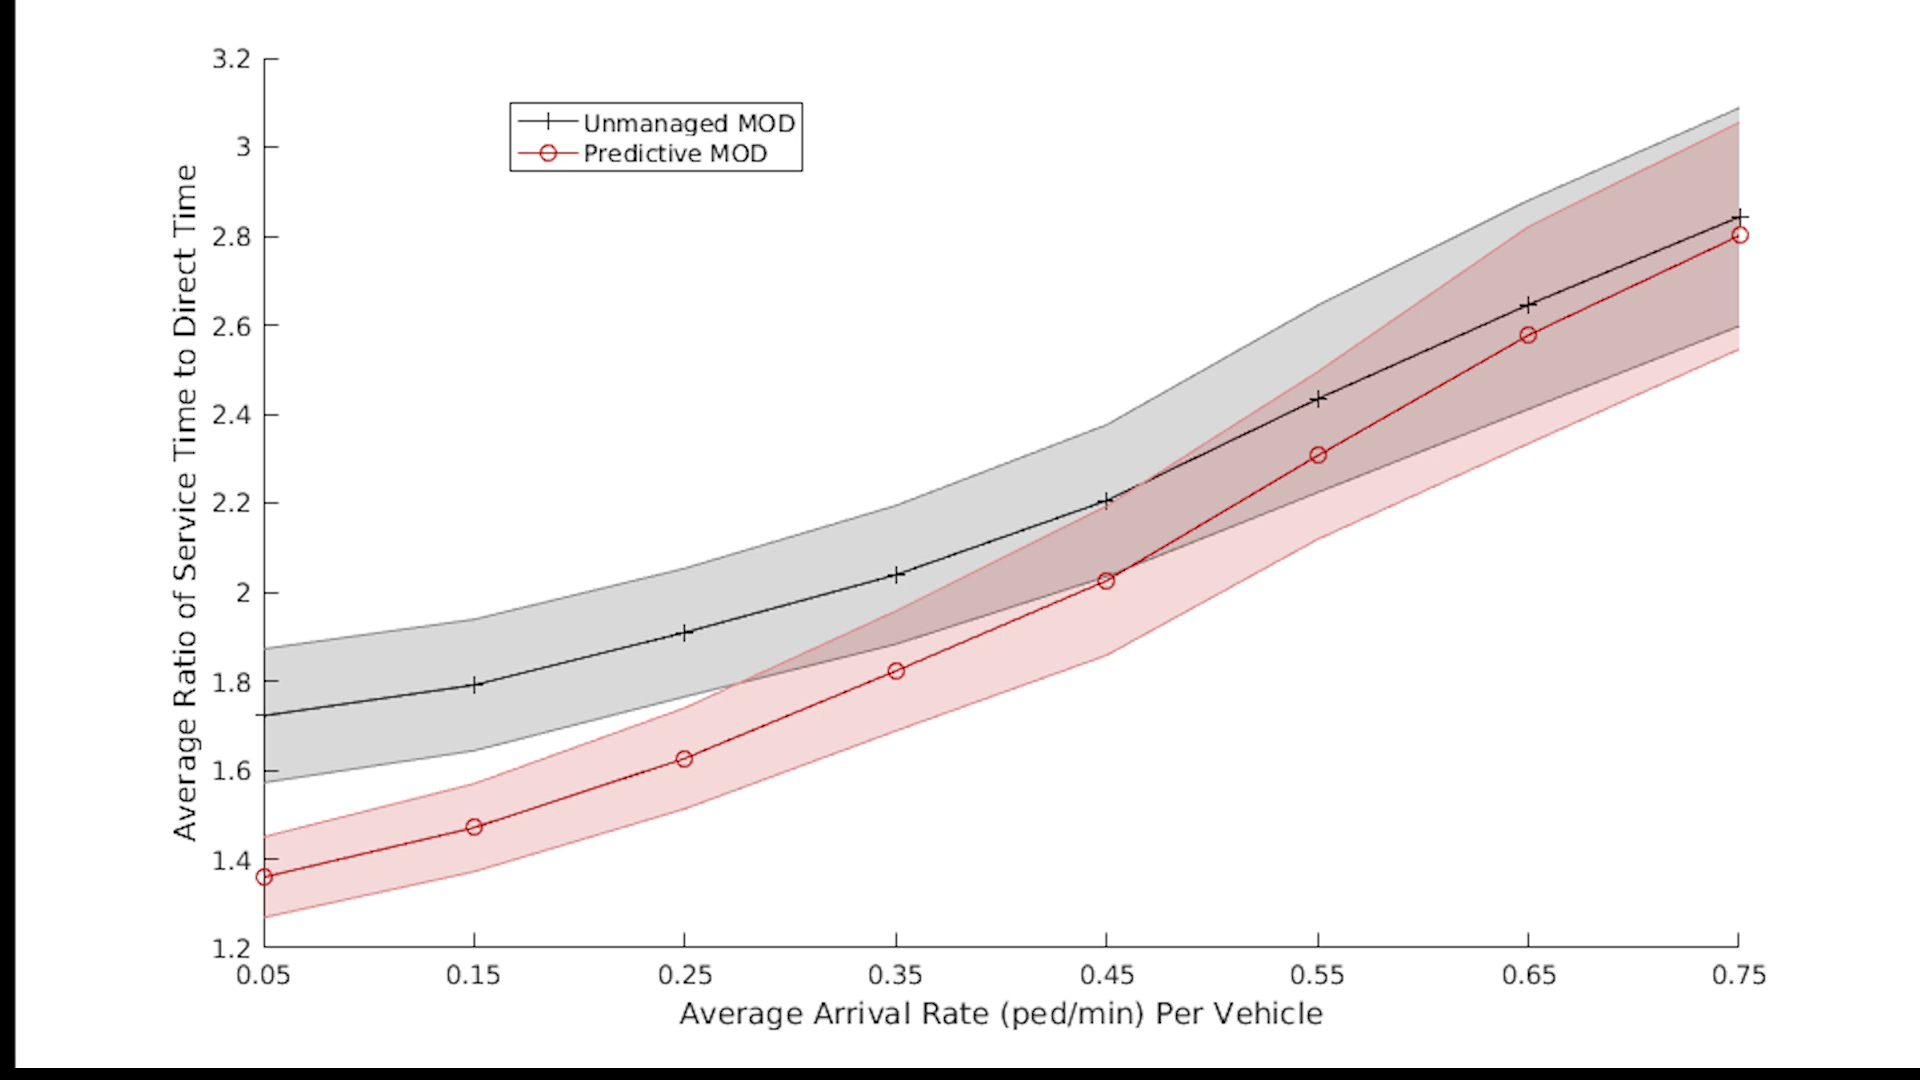 Average Ratio of Service Time to Direct Time
3.2
3
2.8
2.6
2.4
2.2
2
1.8
1.6
1.4
1.2
Unmanaged MOD
Predictive MOD
0.05 0.15 0.25 0.35 0.45 0.55 0.65 0.75
Average Arrival Rate (ped/min) Per Vehicle